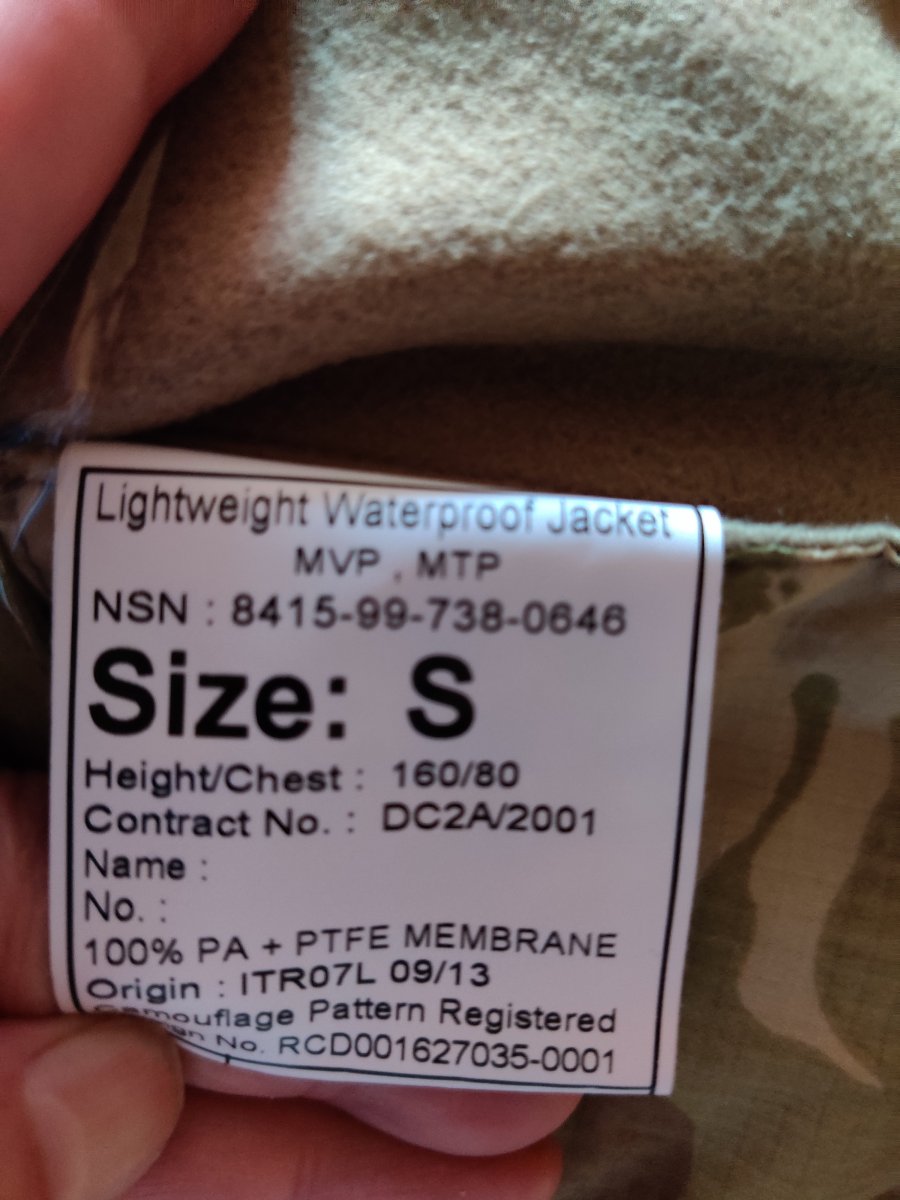 Lightweight Waterproof Jacket
MVP , MTP
NSN : 8415-99-738-0646
Size: S
Height/Chest : 160/80
Contract No. : DC2A/2001
Name :
No. :
100% PA + PTFE MEMBRANE
Origin : ITR07L 09/13
Camouflage Pattern Registered
No. RCD001627035-0001